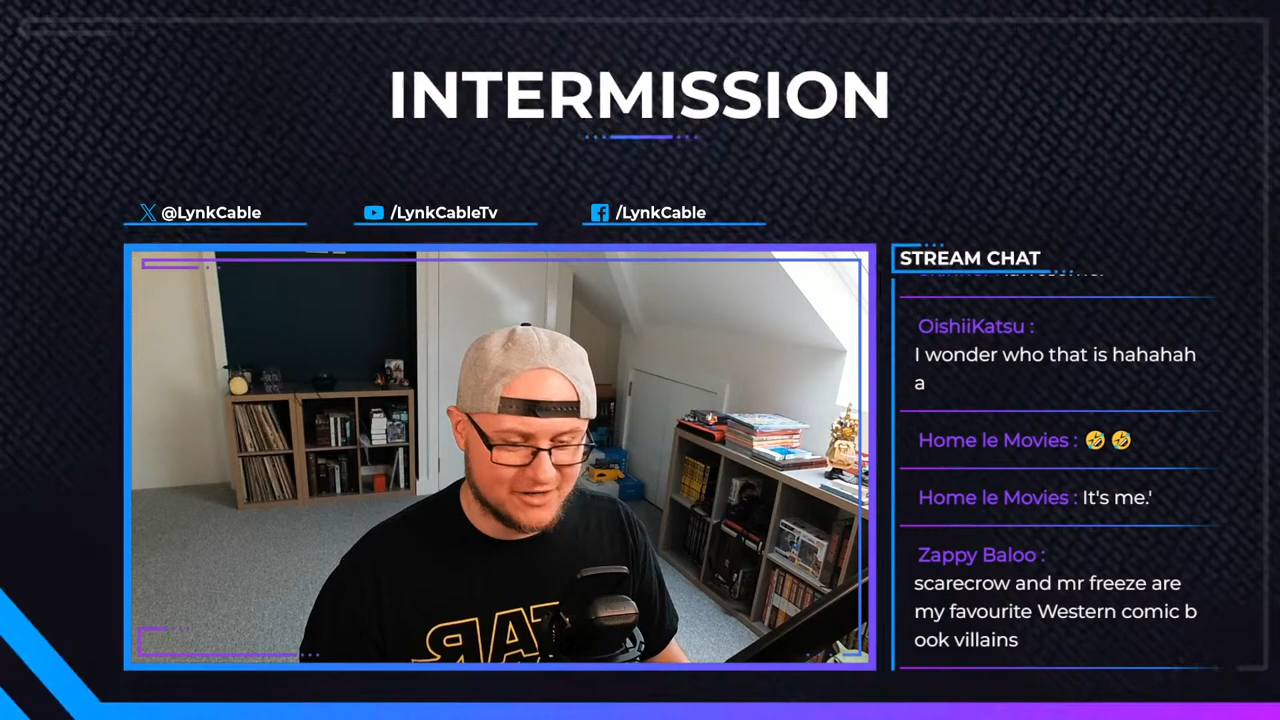 INTERMISSION
@LynkCable
/LynkCableTv
/LynkCable
STREAM CHAT
OishiiKatsu :
I wonder who that is hahahah
a
Home le Movies : 🤣 🤣
Home le Movies : It's me.'
Zappy Baloo :
scarecrow and mr freeze are
my favourite Western comic b
ook villains